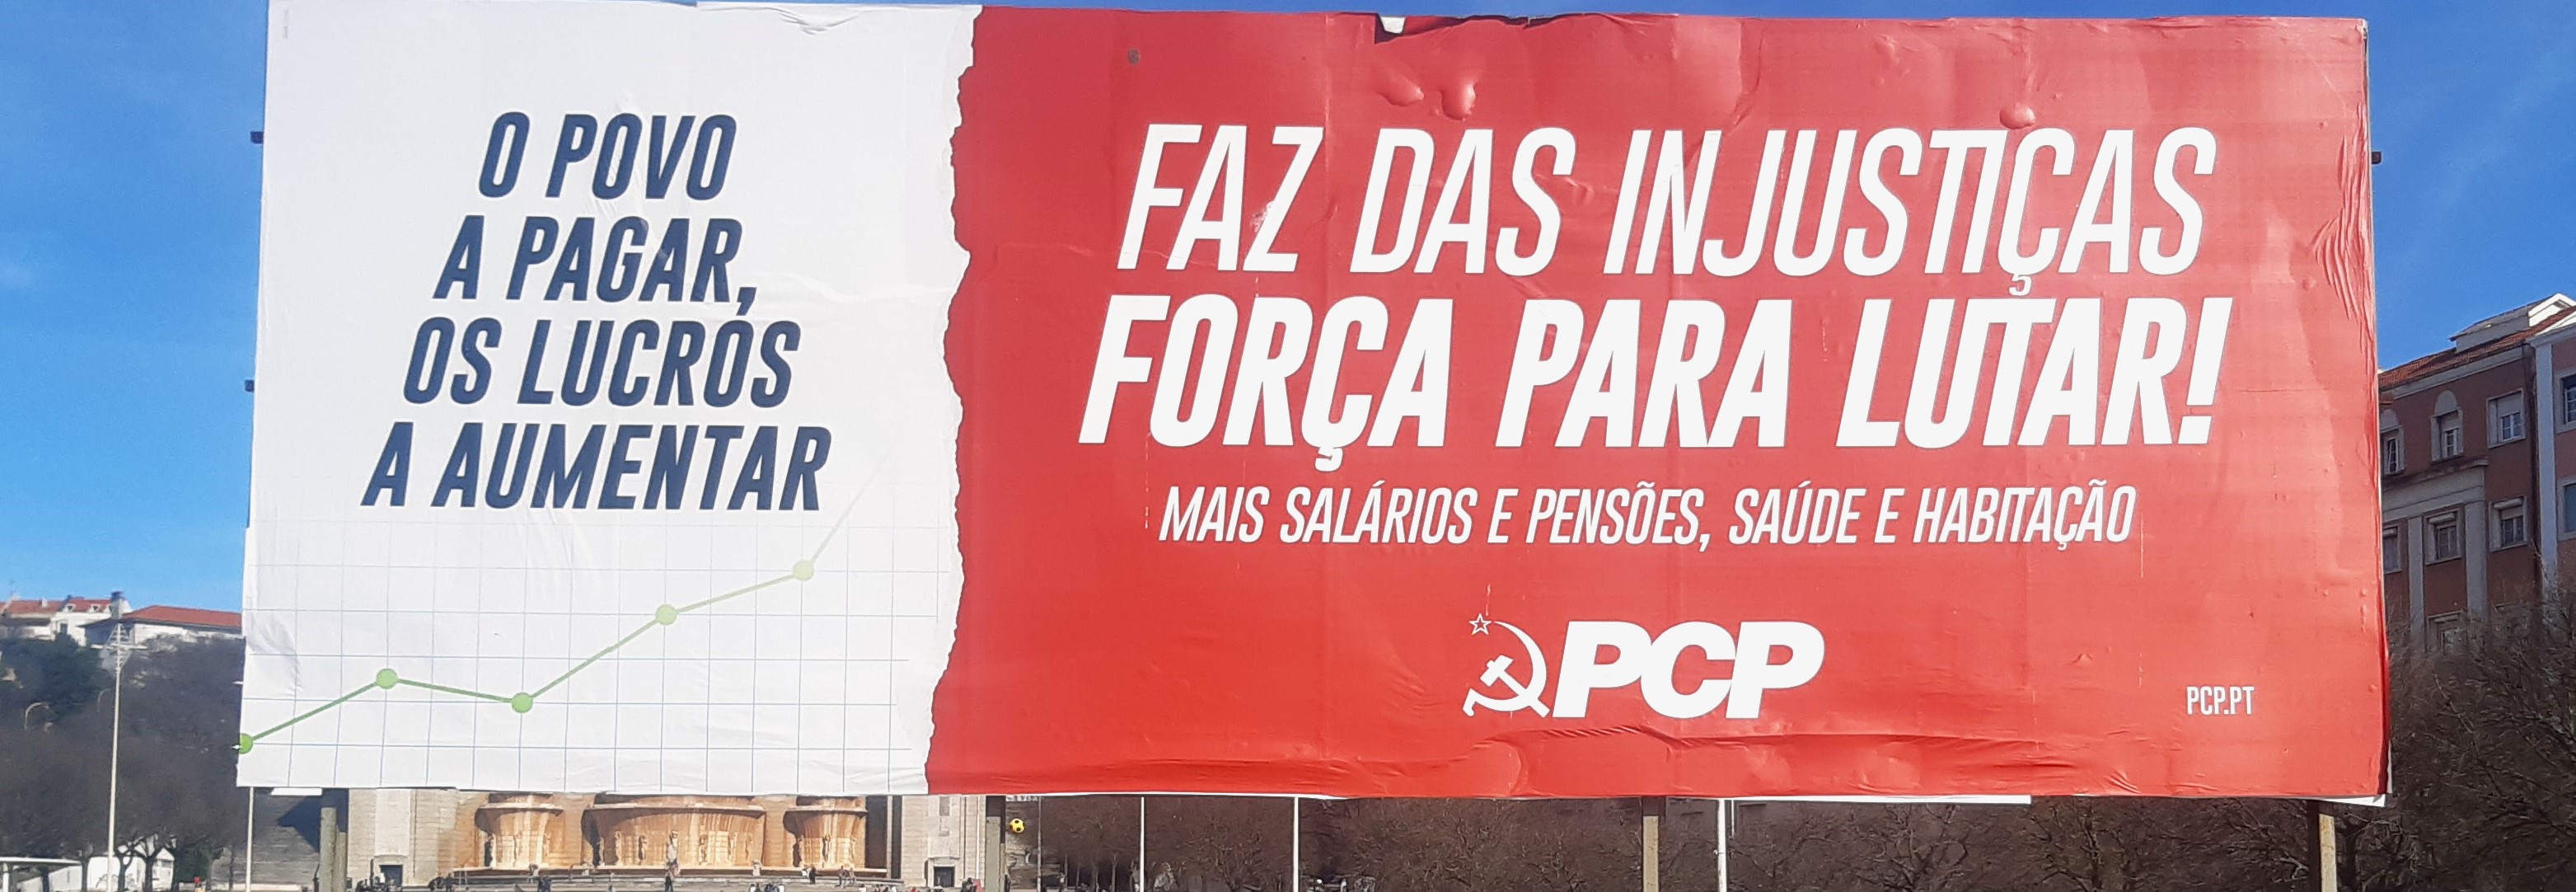 O POVO
A PAGAR,
OS LUCROS
A AUMENTAR
FAZ DAS INJUSTIÇAS
FORÇA PARA LUTAR!
MAIS SALÁRIOS E PENSÕES, SAÚDE E HABITAÇÃO
PCP
PCP.PT